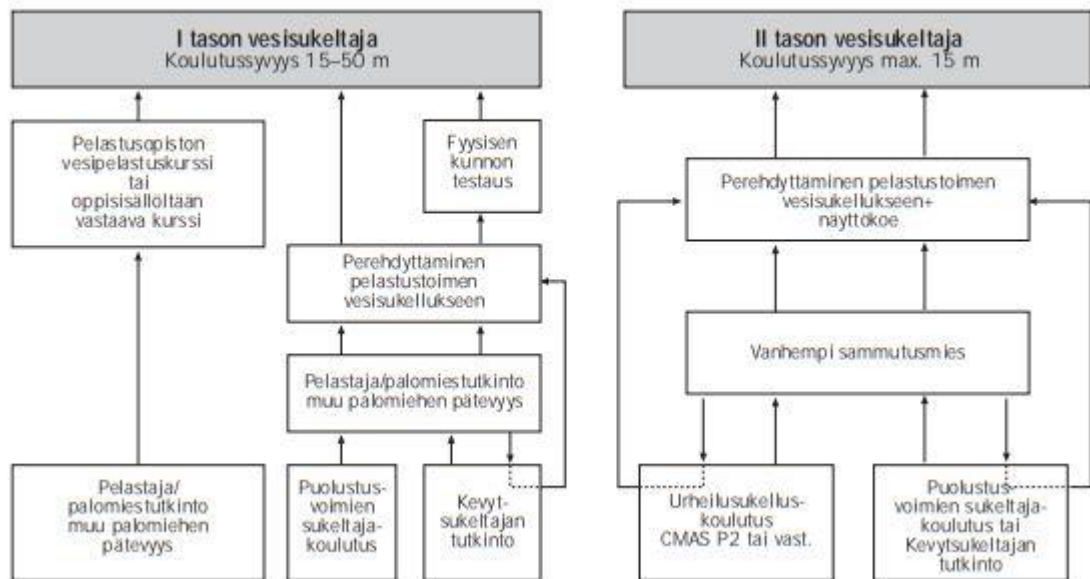 I tason vesisukeltaja
Koulutussyvyys 15–50 m
Pelastusopiston
vesipelastuskurssi
tai
oppisisällöltään
vastaava kurssi
Fyysisen
kunnon
testaus
Perehdyttäminen
pelastustoimen
vesisukellukseen
Pelastaja/palomiestutkinto
muu palomiehen pätevyys
Pelastaja/
palomiestutkinto
muu palomiehen
pätevyys
Puolustus-
voimien
sukeltaja-
koulutus
Kevyt-
sukeltajan
tutkinto
II tason vesisukeltaja
Koulutussyvyys max. 15 m
Perehdyttäminen pelastustoimen
vesisukellukseen+
näyttökoe
Vanhempi sammutusmies
Urheilusukellus-
koulutus
CMAS P2 tai vast.
Puolustus-
voimien sukeltaja-
koulutus tai
Kevytsukeltajan
tutkinto